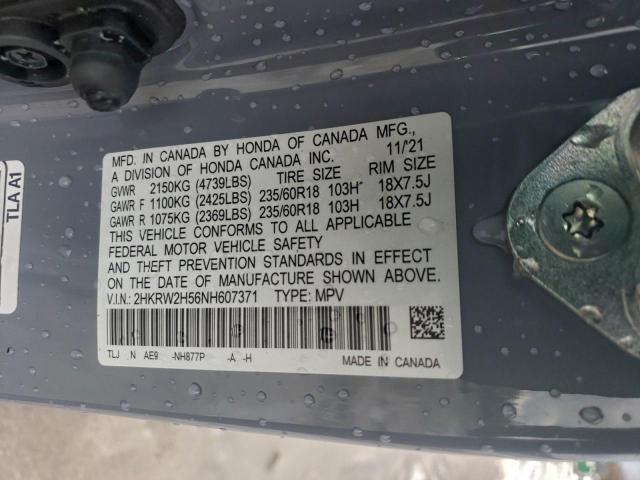 MFD. IN CANADA BY HONDA OF CANADA MFG.,
A DIVISION OF HONDA CANADA INC. 11/'21
GVWR 2150KG (4739LBS) TIRE SIZE RIM SIZE
GAWR F 1100KG (2425LBS) 235/60R18 103H 18X7.5J
GAWR R 1075KG (2369LBS) 235/60R18 103H 18X7.5J
THIS VEHICLE CONFORMS TO ALL APPLICABLE
FEDERAL MOTOR VEHICLE SAFETY
AND THEFT PREVENTION STANDARDS IN EFFECT
ON THE DATE OF MANUFACTURE SHOWN ABOVE.
V.I.N.: 2HKRW2H56NH607371 TYPE: MPV
TLJ N AE9 -NH877P -A -H MADE IN CANADA
TLA A1